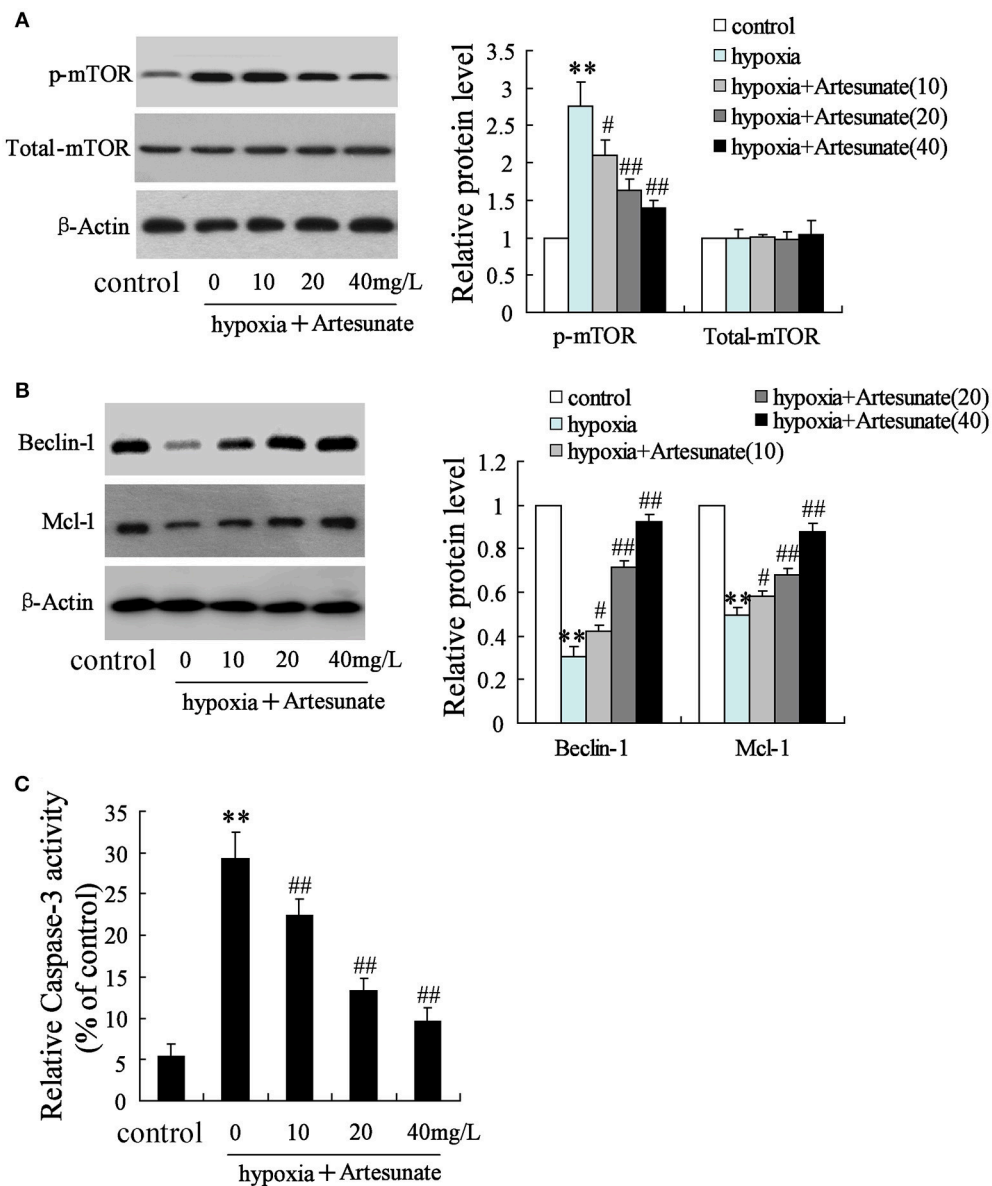 A
p-mTOR
Total-mTOR
β-Actin
control 0 10 20 40mg/L
hypoxia+Artesunate
control
hypoxia
hypoxia+Artesunate(10)
hypoxia+Artesunate(20)
hypoxia+Artesunate(40)
Relative protein level
3.5
3
2.5
2
1.5
1
0.5
0
**
#
##
##
p-mTOR Total-mTOR
B
Beclin-1
Mcl-1
β-Actin
control 0 10 20 40mg/L
hypoxia+Artesunate
control
hypoxia
hypoxia+Artesunate(10)
hypoxia+Artesunate(20)
hypoxia+Artesunate(40)
Relative protein level
1.2
1
0.8
0.6
0.4
0.2
0
**
#
##
##
**
#
##
##
Beclin-1 Mcl-1
C
Relative Caspase-3 activity
(% of control)
35
30
25
20
15
10
5
0
**
##
##
##
control 0 10 20 40mg/L
hypoxia+Artesunate